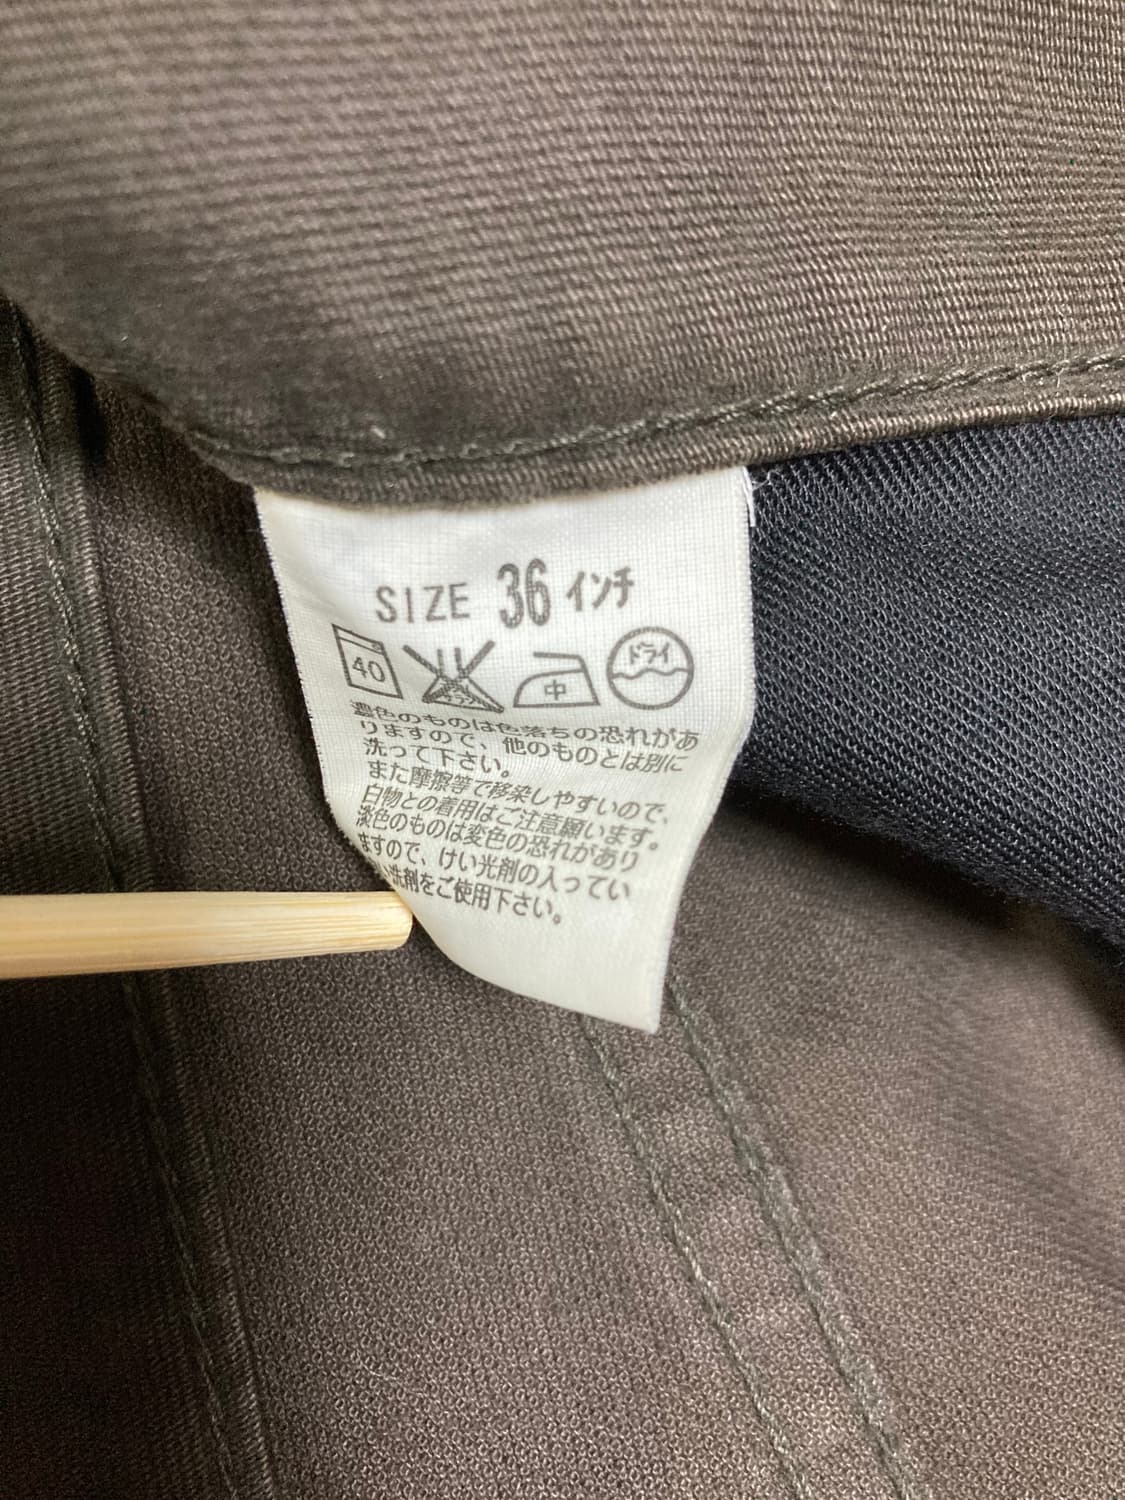 SIZE 36 インチ
40 中 ドライ
濃色のものは色落ちの恐れがあ
りますので、他のものとは別に
洗って下さい。
また摩擦等で移染しやすいので、
白物との着用はご注意願います。
淡色のものは変色の恐れがあり
ますので、けい光剤の入ってい
い洗剤をご使用下さい。